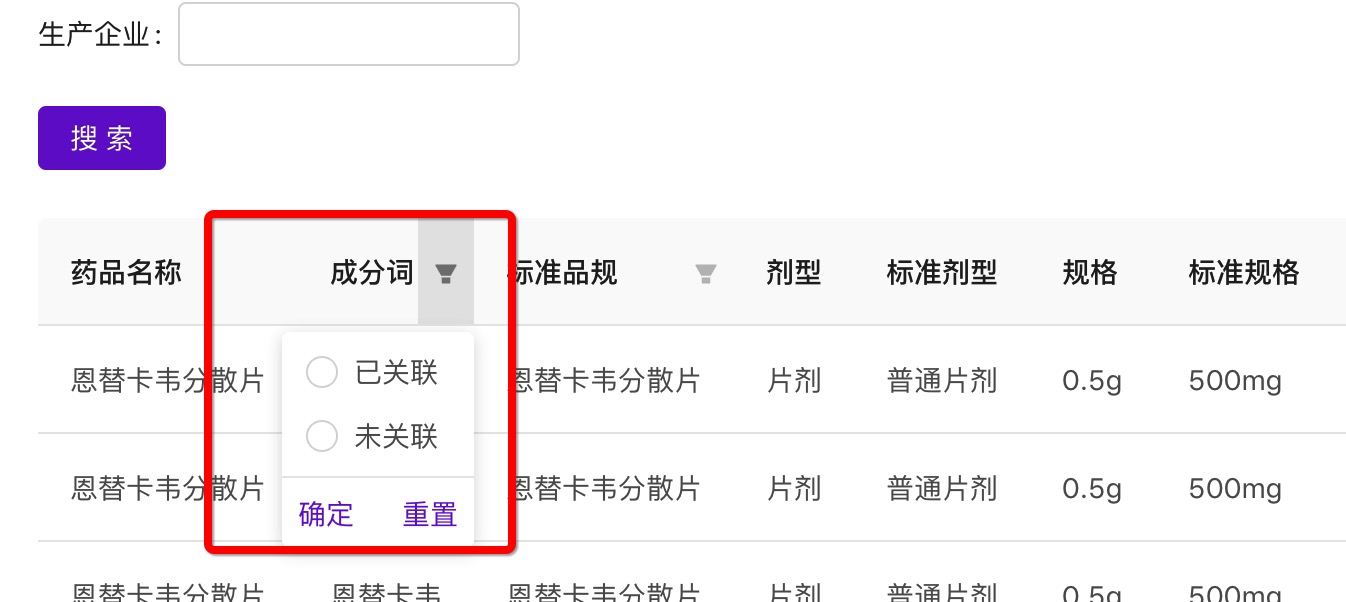 生产企业：
搜 索
药品名称 成分词 标准品规 剂型 标准剂型 规格 标准规格
恩替卡韦分散片 已关联 恩替卡韦分散片 片剂 普通片剂 0.5g 500mg
未关联
恩替卡韦分散片 恩替卡韦分散片 片剂 普通片剂 0.5g 500mg
确定 重置
恩替卡韦分散片 恩替卡韦 恩替卡韦分散片 片剂 普通片剂 0.5g 500mg